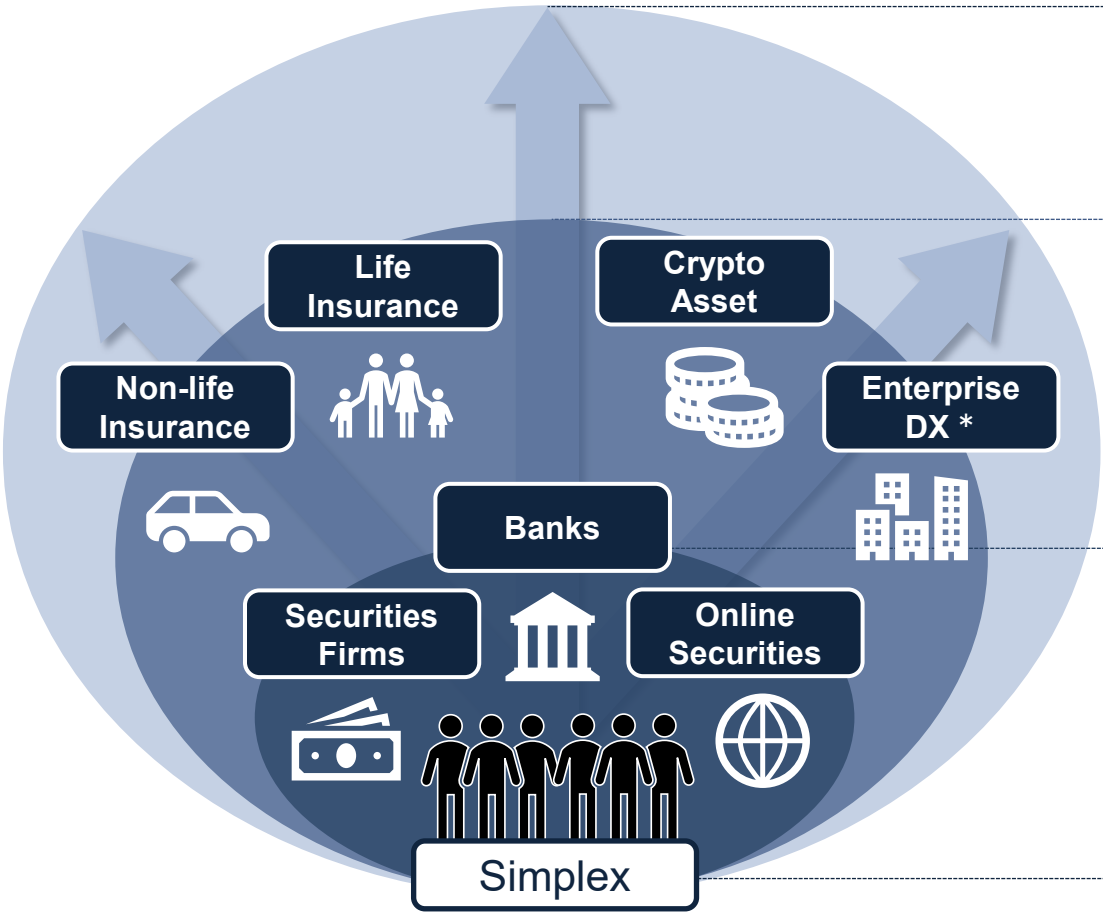 Life
Insurance
Crypto
Asset
Non-life
Insurance
Enterprise
DX *
Banks
Securities
Firms
Online
Securities
Simplex